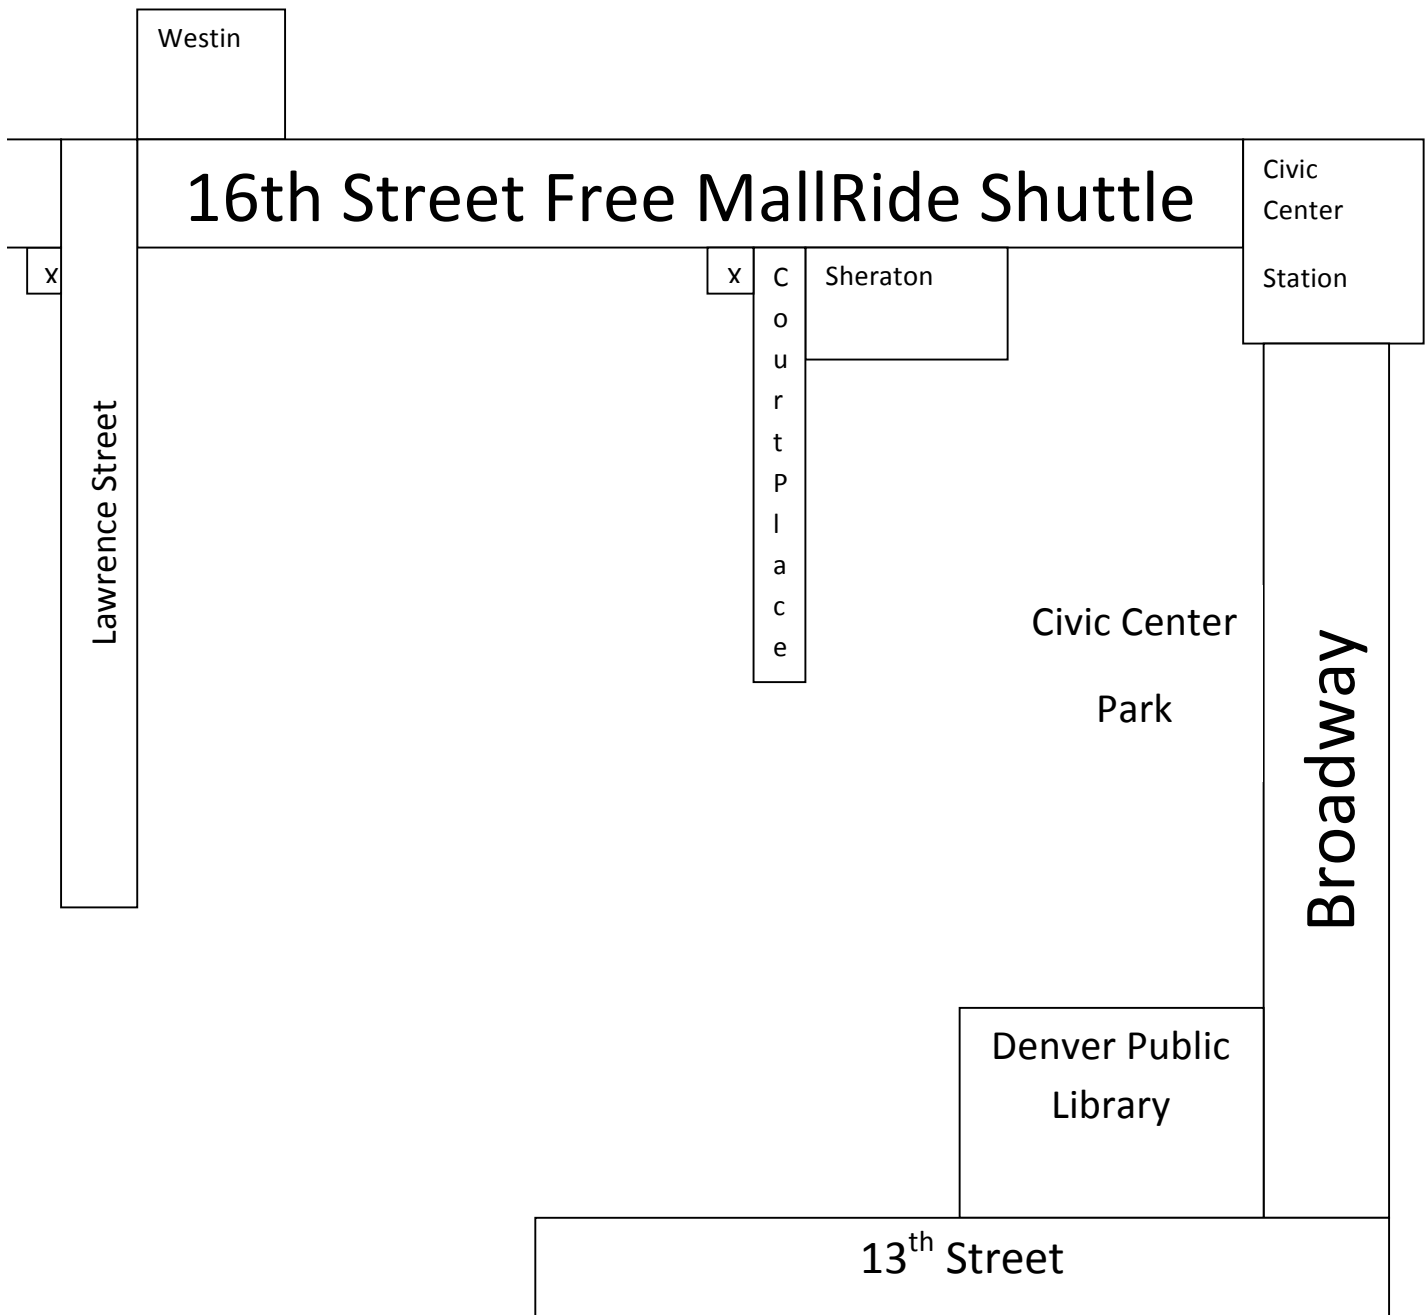 Westin
16th Street Free MallRide Shuttle
Civic
Center
Station
x
x
Court Place
Sheraton
Lawrence Street
Civic Center
Park
Broadway
Denver Public
Library
13th Street